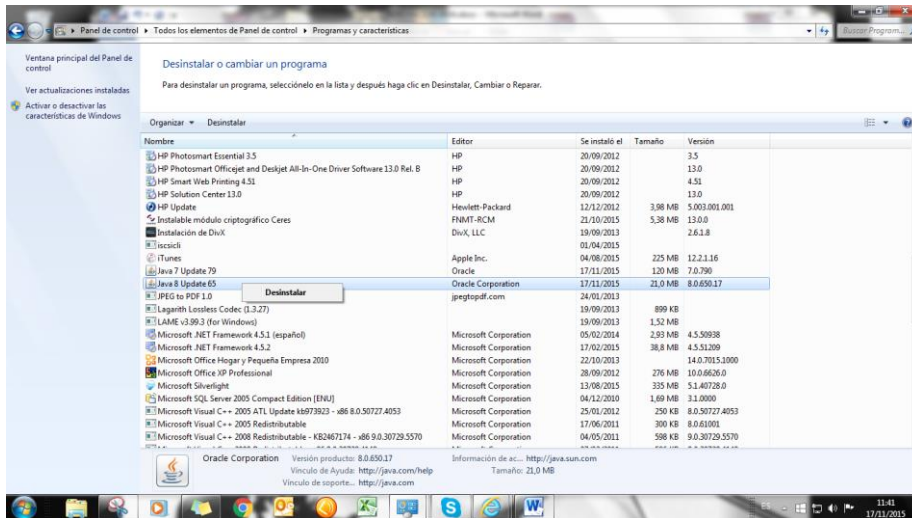 Panel de control ▸ Todos los elementos de Panel de control ▸ Programas y características
Buscar Program...
Ventana principal del Panel de control
Ver actualizaciones instaladas
Activar o desactivar las características de Windows
Desinstalar o cambiar un programa
Para desinstalar un programa, selecciónelo en la lista y después haga clic en Desinstalar, Cambiar o Reparar.
Organizar Desinstalar
Nombre Editor Se instaló el Tamaño Versión
HP Photosmart Essential 3.5 HP 20/09/2012 3.5
HP Photosmart Officejet and Deskjet All-In-One Driver Software 13.0 Rel. B HP 20/09/2012 13.0
HP Smart Web Printing 4.51 HP 20/09/2012 4.51
HP Solution Center 13.0 HP 20/09/2012 13.0
HP Update Hewlett-Packard 12/12/2012 3,98 MB 5.003.001.001
Instalable módulo criptográfico Ceres FNMT-RCM 21/10/2015 5,38 MB 13.0.0
Instalación de DivX DivX, LLC 19/09/2013 2.6.1.8
iscsicli 01/04/2015
iTunes Apple Inc. 04/08/2015 225 MB 12.2.1.16
Java 7 Update 79 Oracle 17/11/2015 120 MB 7.0.790
Java 8 Update 65 Oracle Corporation 17/11/2015 21,0 MB 8.0.650.17
Desinstalar
JPEG to PDF 1.0 jpegtopdf.com 24/01/2013
Lagarith Lossless Codec (1.3.27) 19/09/2013 899 KB
LAME v3.99.3 (for Windows) 19/09/2013 1,52 MB
Microsoft .NET Framework 4.5.1 (español) Microsoft Corporation 05/02/2014 2,93 MB 4.5.50938
Microsoft .NET Framework 4.5.2 Microsoft Corporation 17/02/2015 38,8 MB 4.5.51209
Microsoft Office Hogar y Pequeña Empresa 2010 Microsoft Corporation 22/10/2013 14.0.7015.1000
Microsoft Office XP Professional Microsoft Corporation 28/09/2012 276 MB 10.0.6626.0
Microsoft Silverlight Microsoft Corporation 13/08/2015 335 MB 5.1.40728.0
Microsoft SQL Server 2005 Compact Edition [ENU] Microsoft Corporation 04/12/2010 1,69 MB 3.1.0000
Microsoft Visual C++ 2005 ATL Update kb973923 - x86 8.0.50727.4053 Microsoft Corporation 25/01/2012 250 KB 8.0.50727.4053
Microsoft Visual C++ 2005 Redistributable Microsoft Corporation 17/06/2011 300 KB 8.0.61001
Microsoft Visual C++ 2008 Redistributable - KB2467174 - x86 9.0.30729.5570 Microsoft Corporation 04/05/2011 598 KB 9.0.30729.5570
Oracle Corporation Versión producto: 8.0.650.17 Información de ac... http://java.sun.com
Vínculo de Ayuda: http://java.com/help Tamaño: 21,0 MB
Vínculo de soporte... http://java.com
ES 11:41
17/11/2015